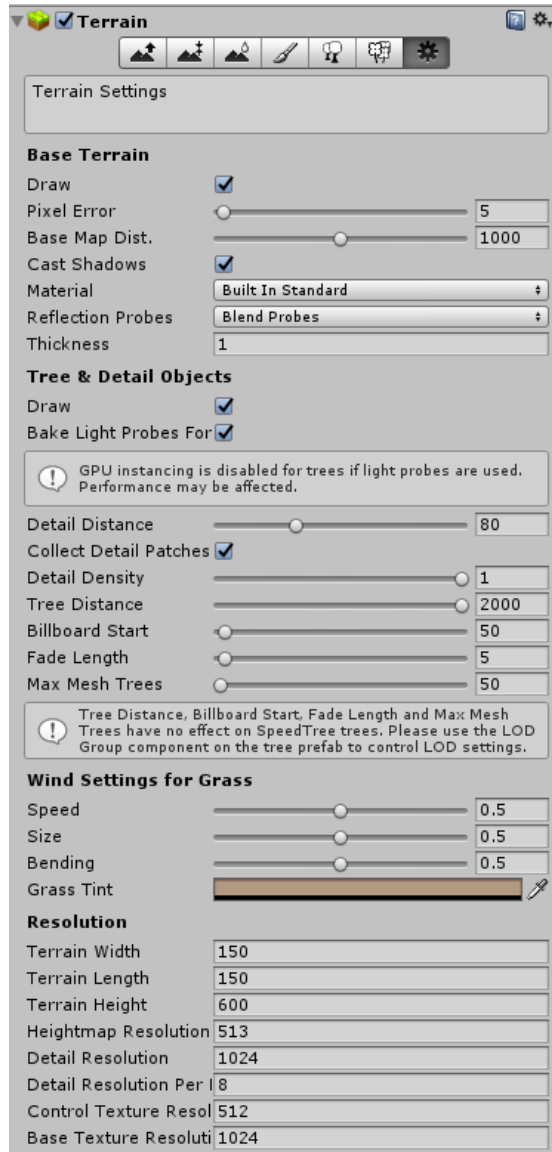 Terrain
Terrain Settings
Base Terrain
Draw
Pixel Error 5
Base Map Dist. 1000
Cast Shadows
Material Built In Standard
Reflection Probes Blend Probes
Thickness 1
Tree & Detail Objects
Draw
Bake Light Probes For
GPU instancing is disabled for trees if light probes are used.
Performance may be affected.
Detail Distance 80
Collect Detail Patches
Detail Density 1
Tree Distance 2000
Billboard Start 50
Fade Length 5
Max Mesh Trees 50
Tree Distance, Billboard Start, Fade Length and Max Mesh
Trees have no effect on SpeedTree trees. Please use the LOD
Group component on the tree prefab to control LOD settings.
Wind Settings for Grass
Speed 0.5
Size 0.5
Bending 0.5
Grass Tint
Resolution
Terrain Width 150
Terrain Length 150
Terrain Height 600
Heightmap Resolution 513
Detail Resolution 1024
Detail Resolution Per 8
Control Texture Resol 512
Base Texture Resoluti 1024